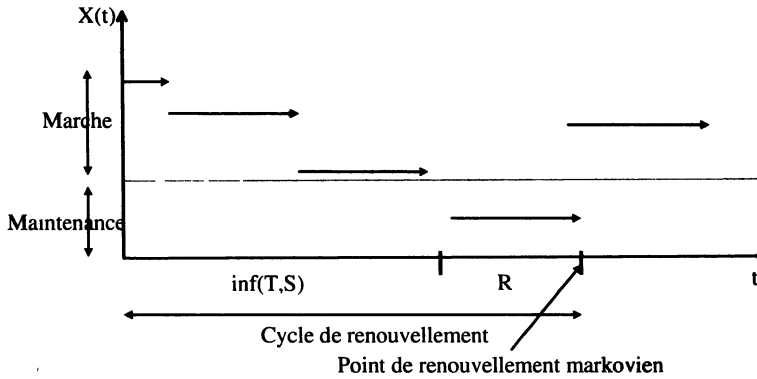 X(t)
Marche
Maintenance
inf(T,S)
R
t
Cycle de renouvellement
Point de renouvellement markovien